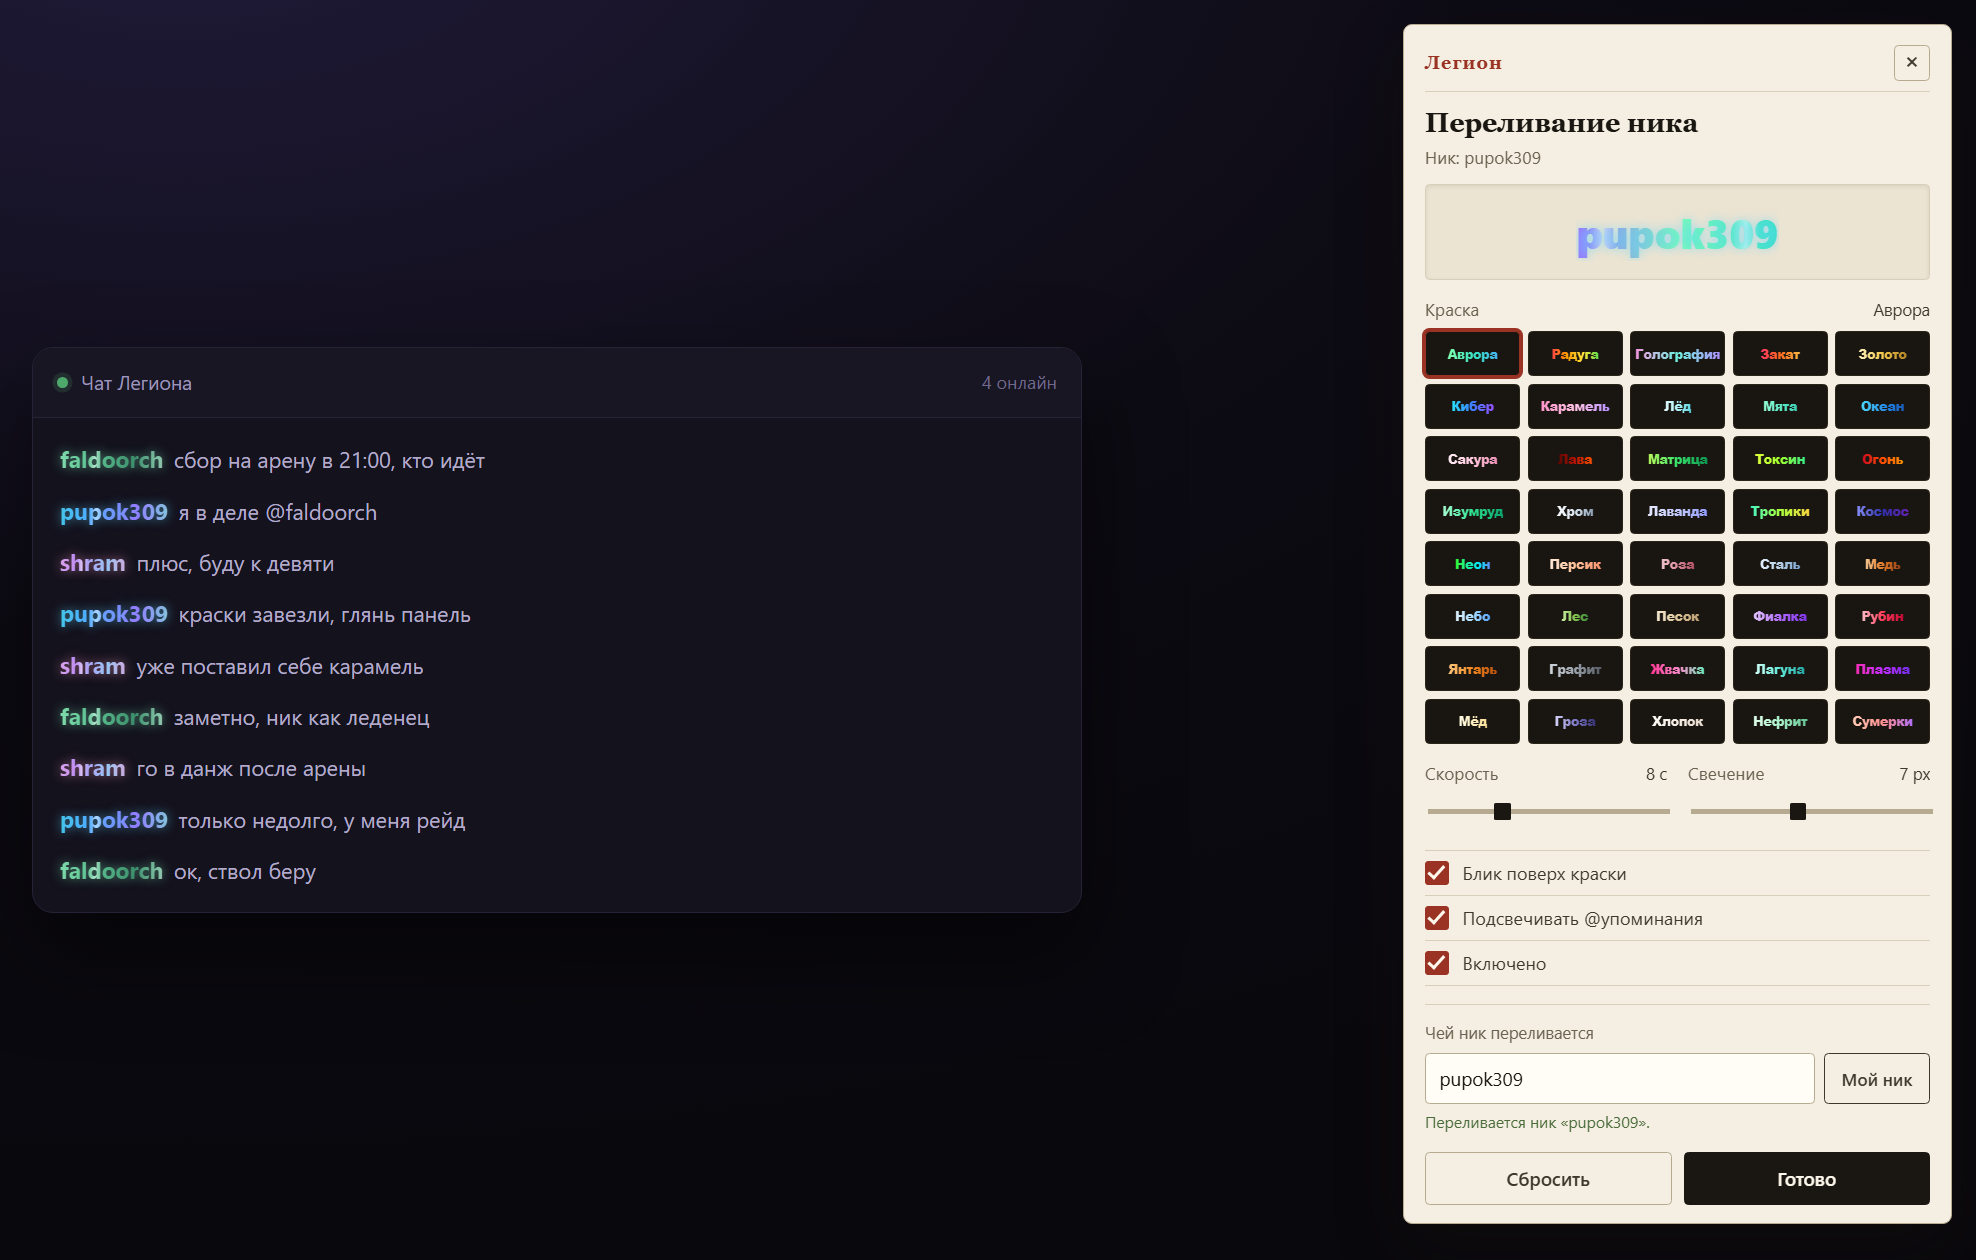 Чат Легиона 4 онлайн
faldoorch сбор на арену в 21:00, кто идёт
pupok309 я в деле @faldoorch
shram плюс, буду к девяти
pupok309 краски завезли, глянь панель
shram уже поставил себе карамель
faldoorch заметно, ник как леденец
shram го в данж после арены
pupok309 только недолго, у меня рейд
faldoorch ок, ствол беру
Легион ×
Переливание ника
Ник: pupok309
pupok309
Краска Аврора
Аврора Радуга Голография Закат Золото
Кибер Карамель Лёд Мята Океан
Сакура Лава Матрица Токсин Огонь
Изумруд Хром Лаванда Тропики Космос
Неон Персик Роза Сталь Медь
Небо Лес Песок Фиалка Рубин
Янтарь Графит Жвачка Лагуна Плазма
Мёд Гроза Хлопок Нефрит Сумерки
Скорость 8 с Свечение 7 px
Блик поверх краски
Подсвечивать @упоминания
Включено
Чей ник переливается
pupok309 Мой ник
Переливается ник «pupok309».
Сбросить Готово